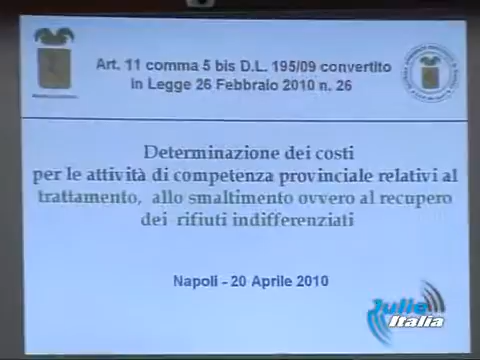 Art. 11 comma 5 bis D.L. 195/09 convertito
in Legge 26 Febbraio 2010 n. 26
Determinazione dei costi
per le attività di competenza provinciale relativi al
trattamento, allo smaltimento ovvero al recupero
dei rifiuti indifferenziati
Napoli - 20 Aprile 2010
Julie
Italia